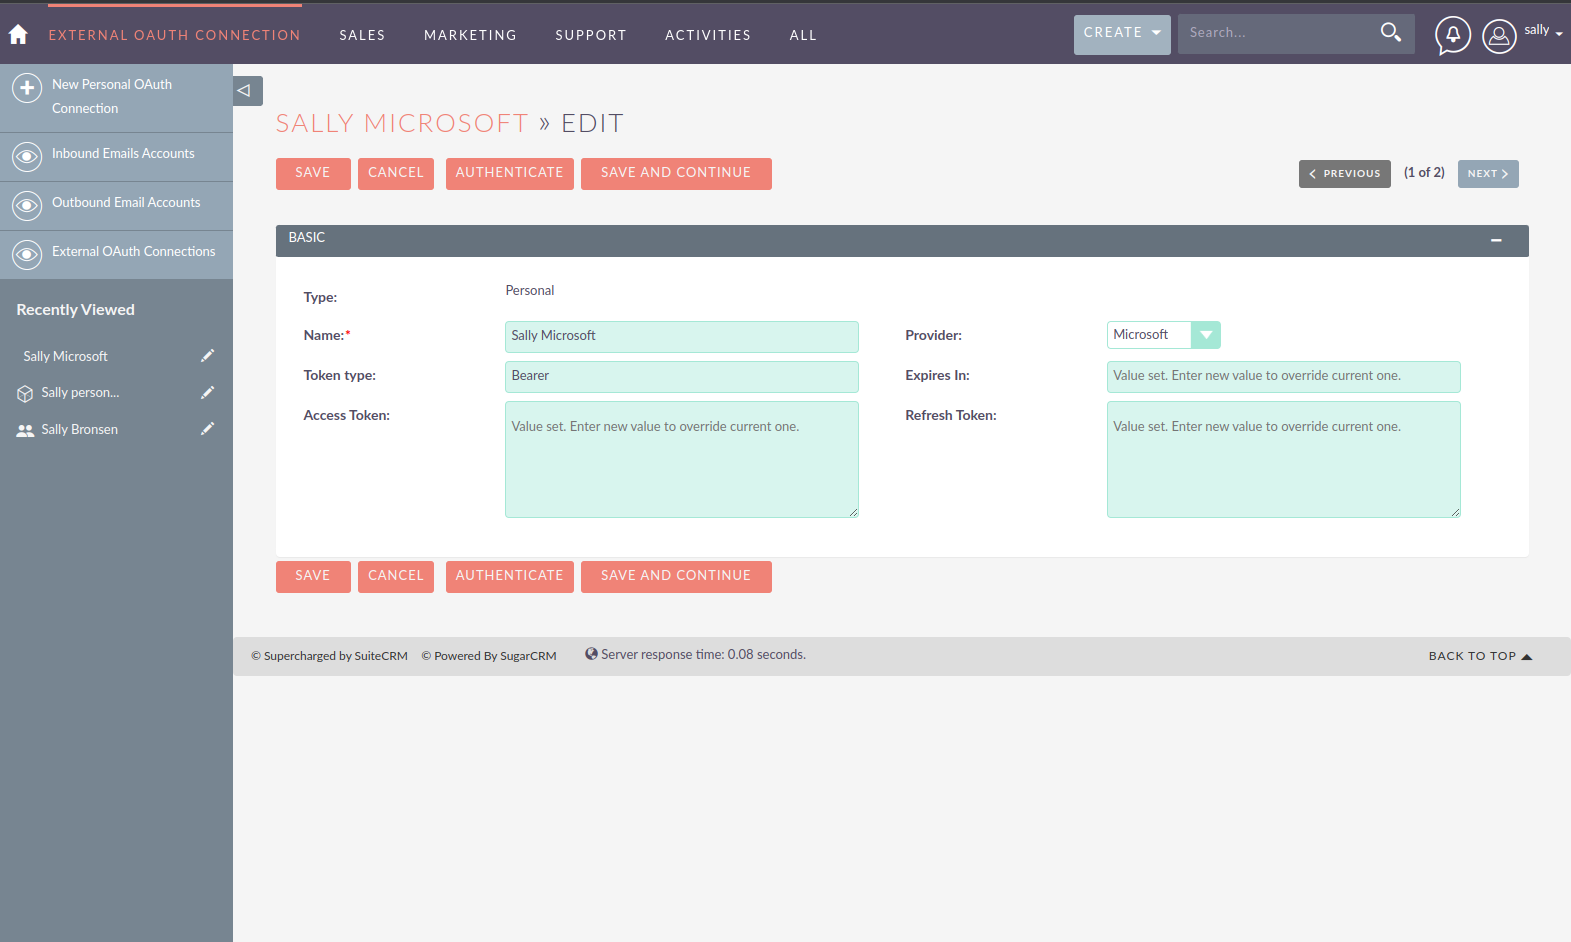 EXTERNAL OAUTH CONNECTION SALES MARKETING SUPPORT ACTIVITIES ALL CREATE Search... sally
New Personal OAuth
Connection
Inbound Emails Accounts
Outbound Email Accounts
External OAuth Connections
Recently Viewed
Sally Microsoft
Sally person...
Sally Bronsen
SALLY MICROSOFT » EDIT
SAVE CANCEL AUTHENTICATE SAVE AND CONTINUE PREVIOUS (1 of 2) NEXT
BASIC
Type: Personal
Name:* Sally Microsoft Provider: Microsoft
Token type: Bearer Expires In: Value set. Enter new value to override current one.
Access Token: Value set. Enter new value to override current one. Refresh Token: Value set. Enter new value to override current one.
SAVE CANCEL AUTHENTICATE SAVE AND CONTINUE
© Supercharged by SuiteCRM © Powered By SugarCRM Server response time: 0.08 seconds. BACK TO TOP